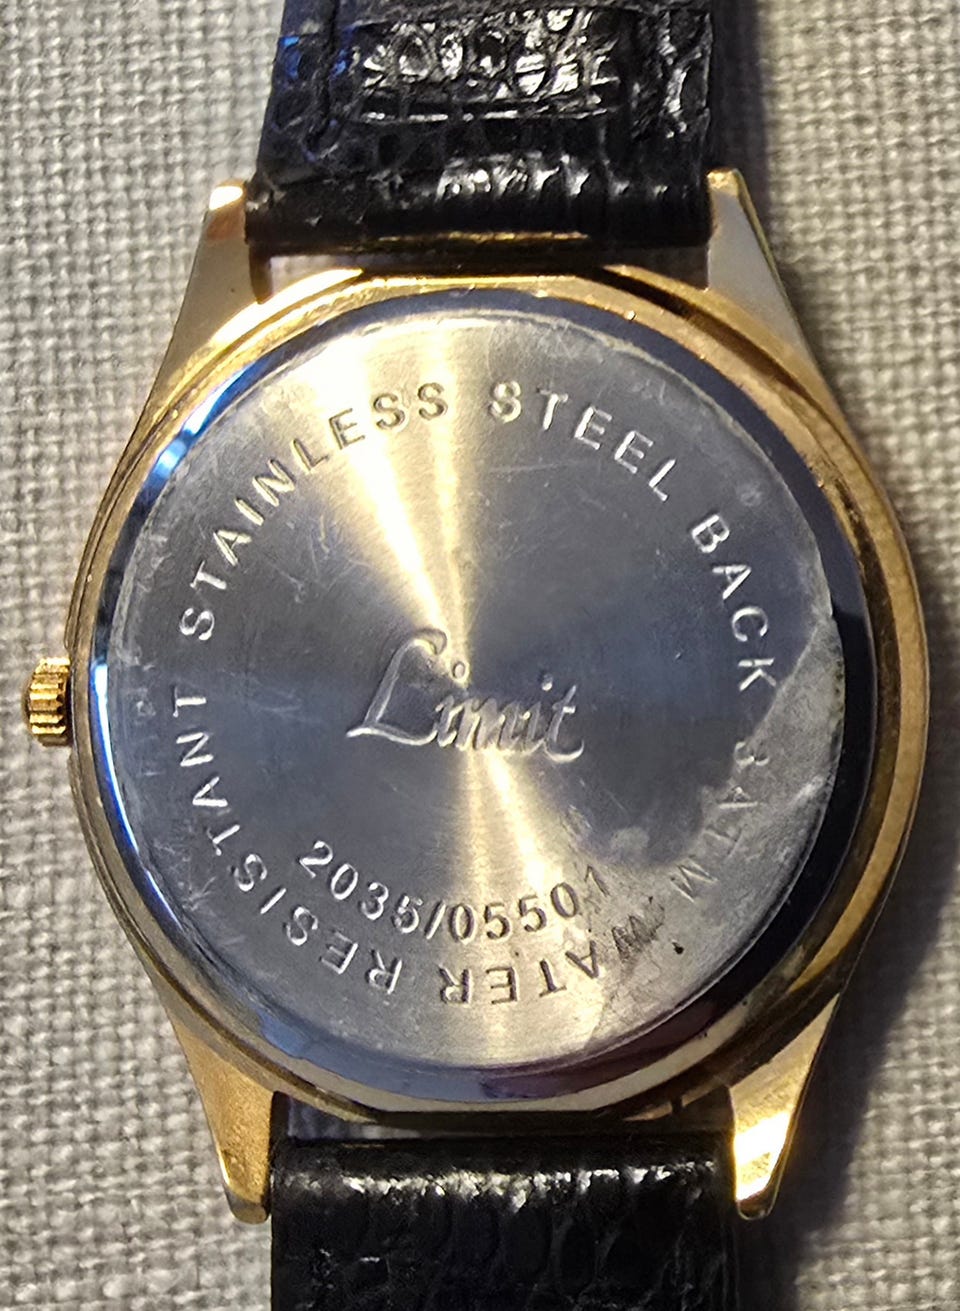 STAINLESS STEEL BACK 3ATM WATER RESISTANT
Limit
2035/05501